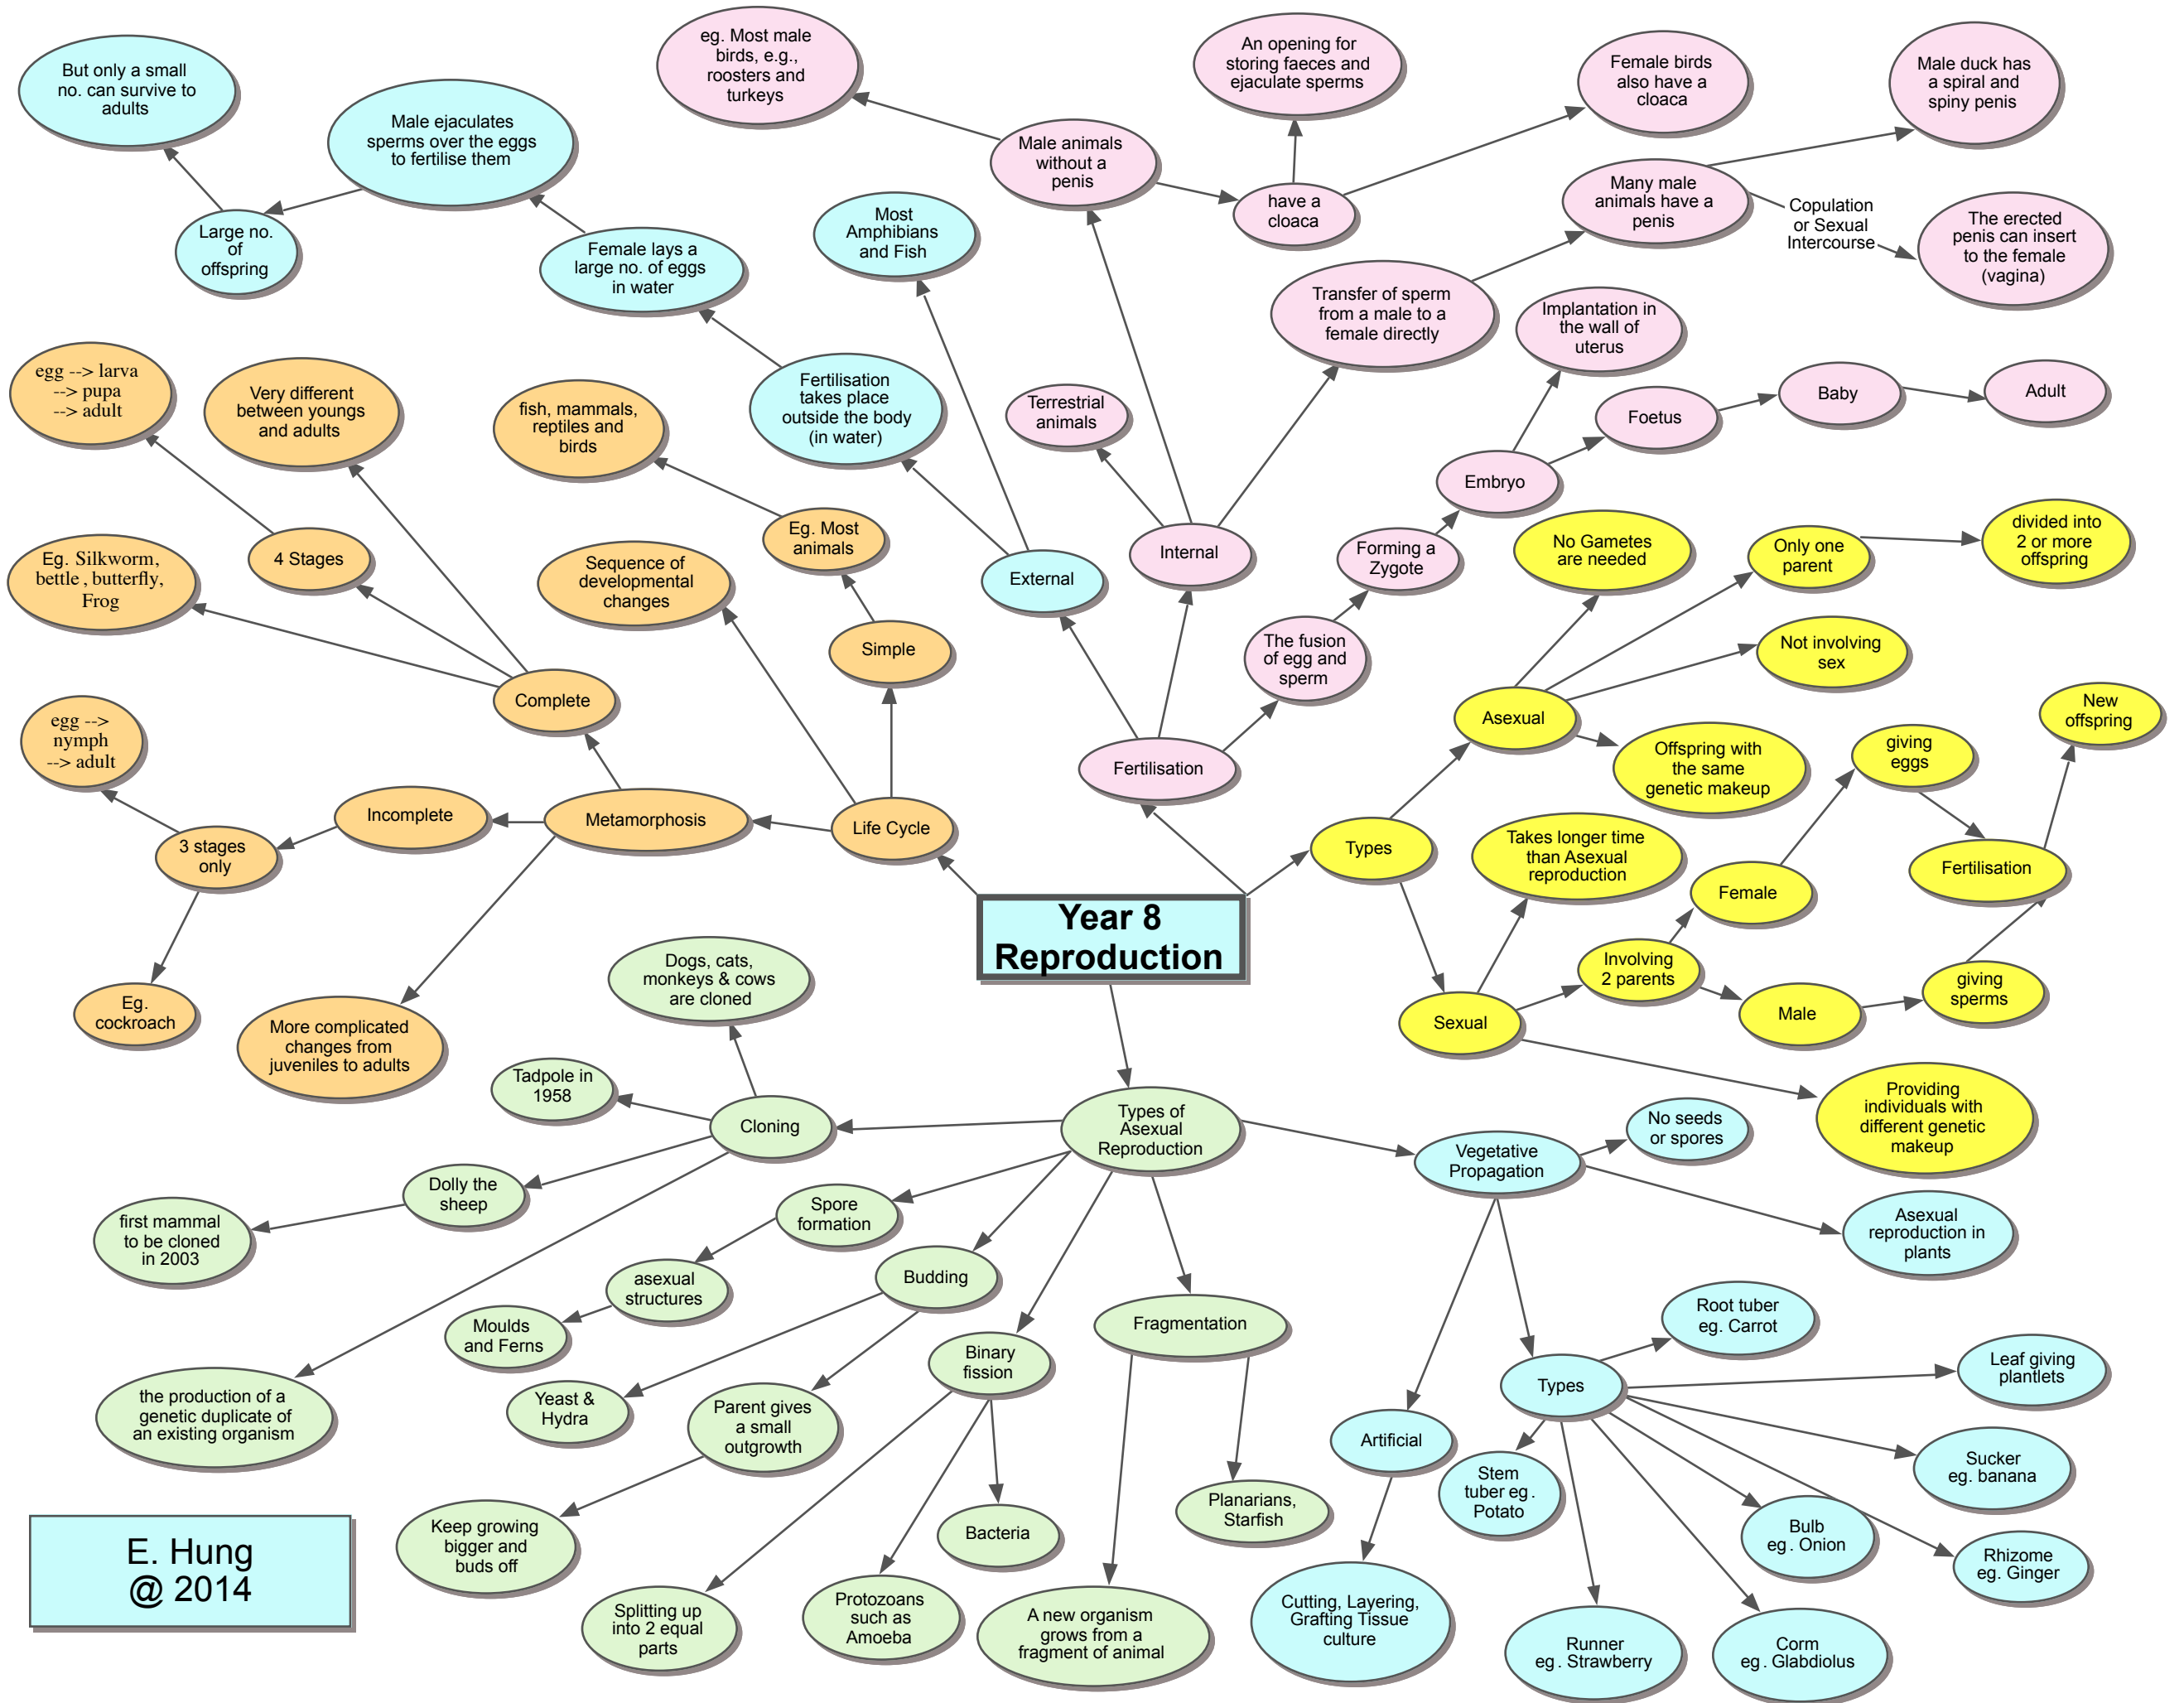 But only a small
no. can survive to
adults
Male ejaculates
sperms over the eggs
to fertilise them
Large no.
of
offspring
Female lays a
large no. of eggs
in water
Most
Amphibians
and Fish
Fertilisation
takes place
outside the body
(in water)
External
eg. Most male
birds, e.g.,
roosters and
turkeys
An opening for
storing faeces and
ejaculate sperms
Female birds
also have a
cloaca
Male duck has
a spiral and
spiny penis
Male animals
without a
penis
have a
cloaca
Many male
animals have a
penis
Copulation
or Sexual
Intercourse
The erected
penis can insert
to the female
(vagina)
Transfer of sperm
from a male to a
female directly
Terrestrial
animals
Internal
Implantation in
the wall of
uterus
Foetus
Baby
Adult
Embryo
Forming a
Zygote
The fusion
of egg and
sperm
Fertilisation
egg --> larva
--> pupa
--> adult
Very different
between youngs
and adults
fish, mammals,
reptiles and
birds
Eg. Most
animals
4 Stages
Eg. Silkworm,
bettle , butterfly,
Frog
Sequence of
developmental
changes
Simple
Complete
egg -->
nymph
--> adult
Incomplete
Metamorphosis
Life Cycle
3 stages
only
Eg.
cockroach
More complicated
changes from
juveniles to adults
No Gametes
are needed
Only one
parent
divided into
2 or more
offspring
Not involving
sex
Asexual
Offspring with
the same
genetic makeup
New
offspring
giving
eggs
Types
Takes longer time
than Asexual
reproduction
Female
Fertilisation
Involving
2 parents
Male
giving
sperms
Sexual
Providing
individuals with
different genetic
makeup
Year 8
Reproduction
Dogs, cats,
monkeys & cows
are cloned
Tadpole in
1958
Cloning
Types of
Asexual
Reproduction
Dolly the
sheep
first mammal
to be cloned
in 2003
Spore
formation
asexual
structures
Moulds
and Ferns
Budding
the production of a
genetic duplicate of
an existing organism
Yeast &
Hydra
Parent gives
a small
outgrowth
Keep growing
bigger and
buds off
Binary
fission
Splitting up
into 2 equal
parts
Protozoans
such as
Amoeba
Bacteria
Fragmentation
Planarians,
Starfish
A new organism
grows from a
fragment of animal
Vegetative
Propagation
No seeds
or spores
Asexual
reproduction in
plants
Root tuber
eg. Carrot
Types
Leaf giving
plantlets
Artificial
Stem
tuber eg .
Potato
Sucker
eg. banana
Bulb
eg . Onion
Rhizome
eg. Ginger
Cutting, Layering,
Grafting Tissue
culture
Runner
eg . Strawberry
Corm
eg . Glabdiolus
E. Hung
@ 2014